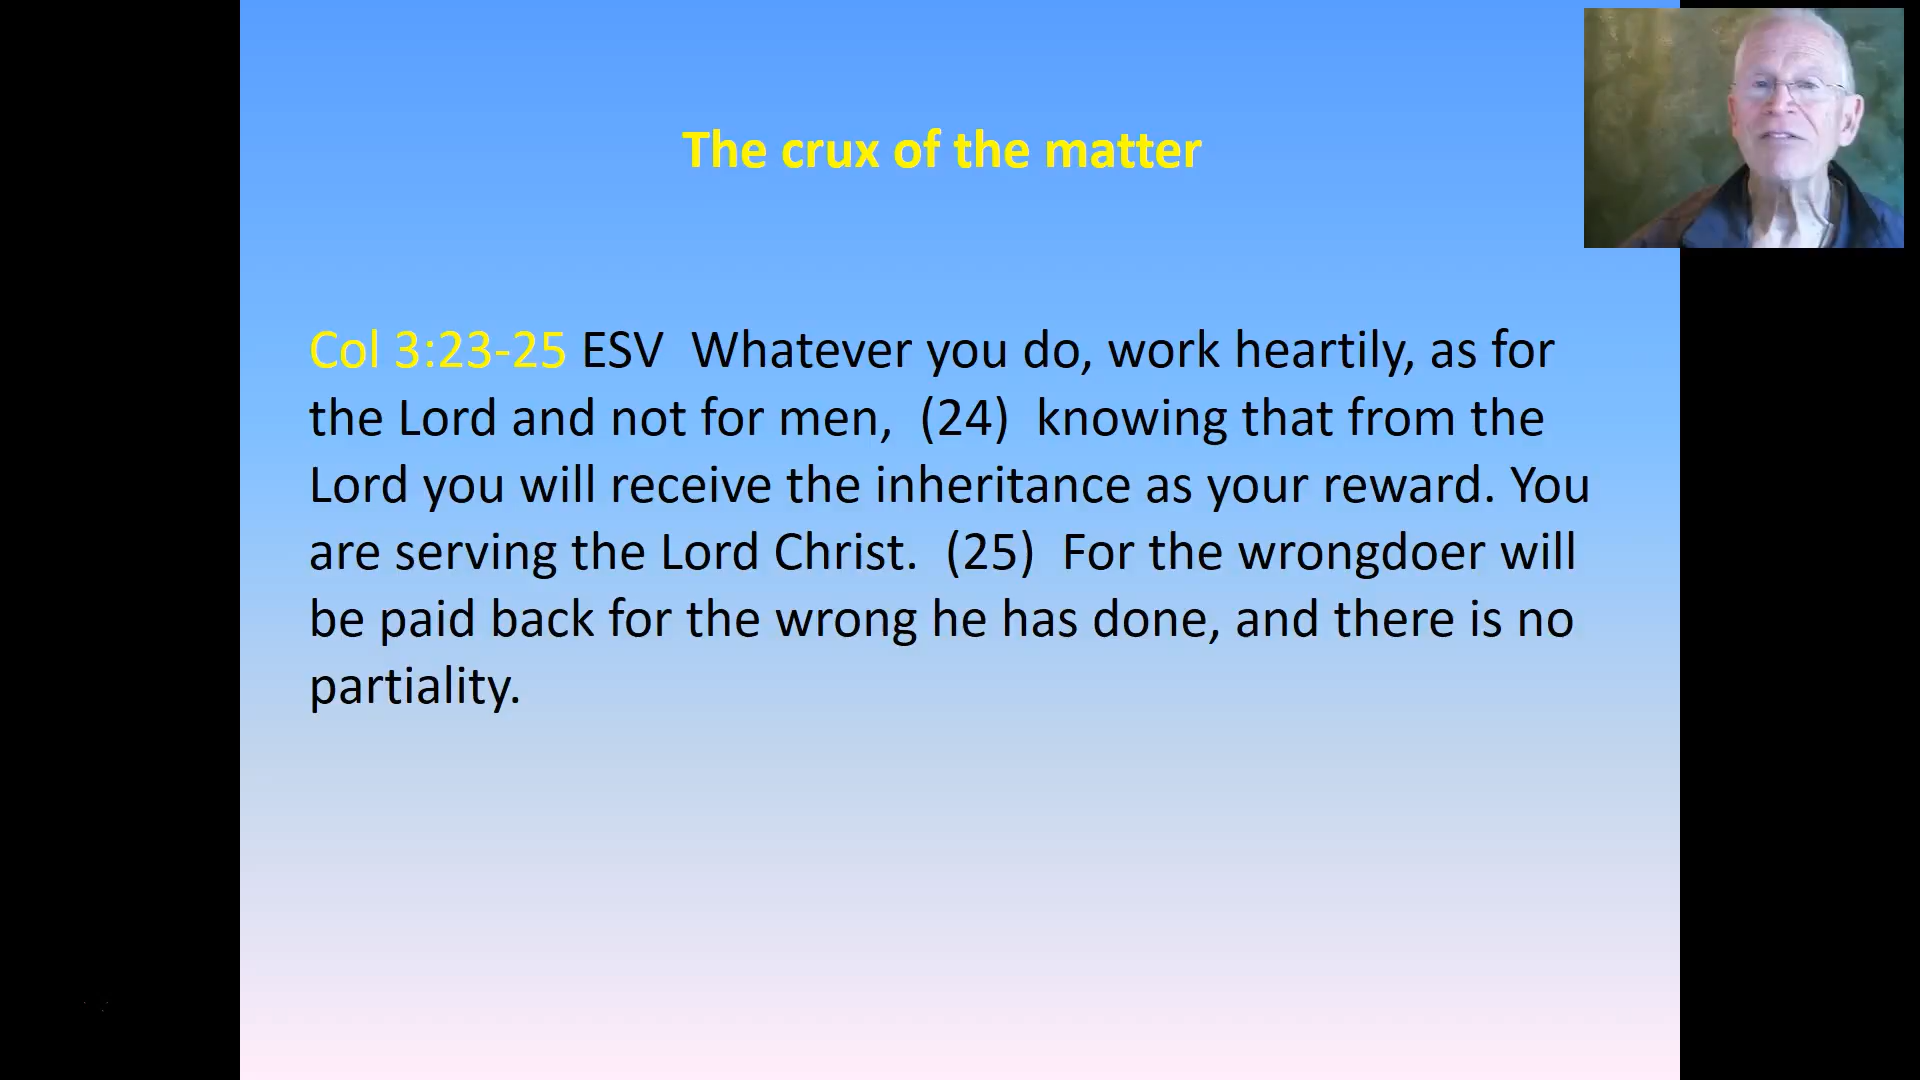 The crux of the matter
Col 3:23-25 ESV  Whatever you do, work heartily, as for
the Lord and not for men,  (24)  knowing that from the
Lord you will receive the inheritance as your reward. You
are serving the Lord Christ.  (25)  For the wrongdoer will
be paid back for the wrong he has done, and there is no
partiality.